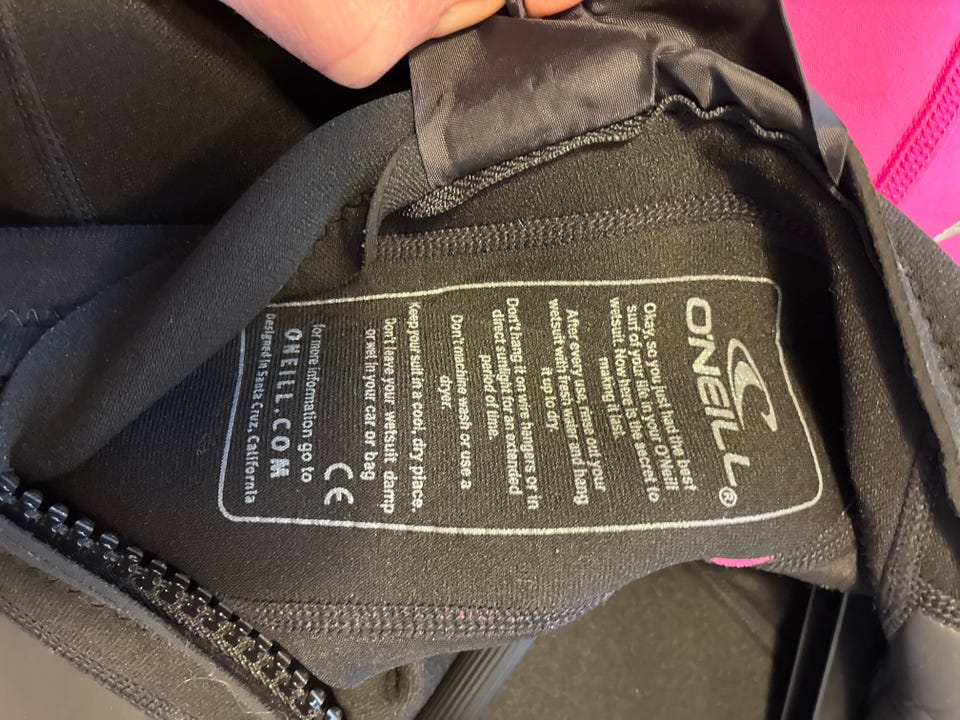 O'NEILL®
Okay, so you just had the best
surf of your life in your O'Neill
wetsuit. Now here is the secret to
making it last.
After every use, rinse out your
wetsuit with fresh water and hang
it up to dry
Don't hang it on wire hangers or in
direct sunlight for an extended
period of time.
Don't machine wash or use a
dryer.
Keep your suit in a cool, dry place.
Don't leave your wetsuit damp
or wet in your car or bag
CE
for more information go to
ONEILL.COM
Designed in Santa Cruz, California